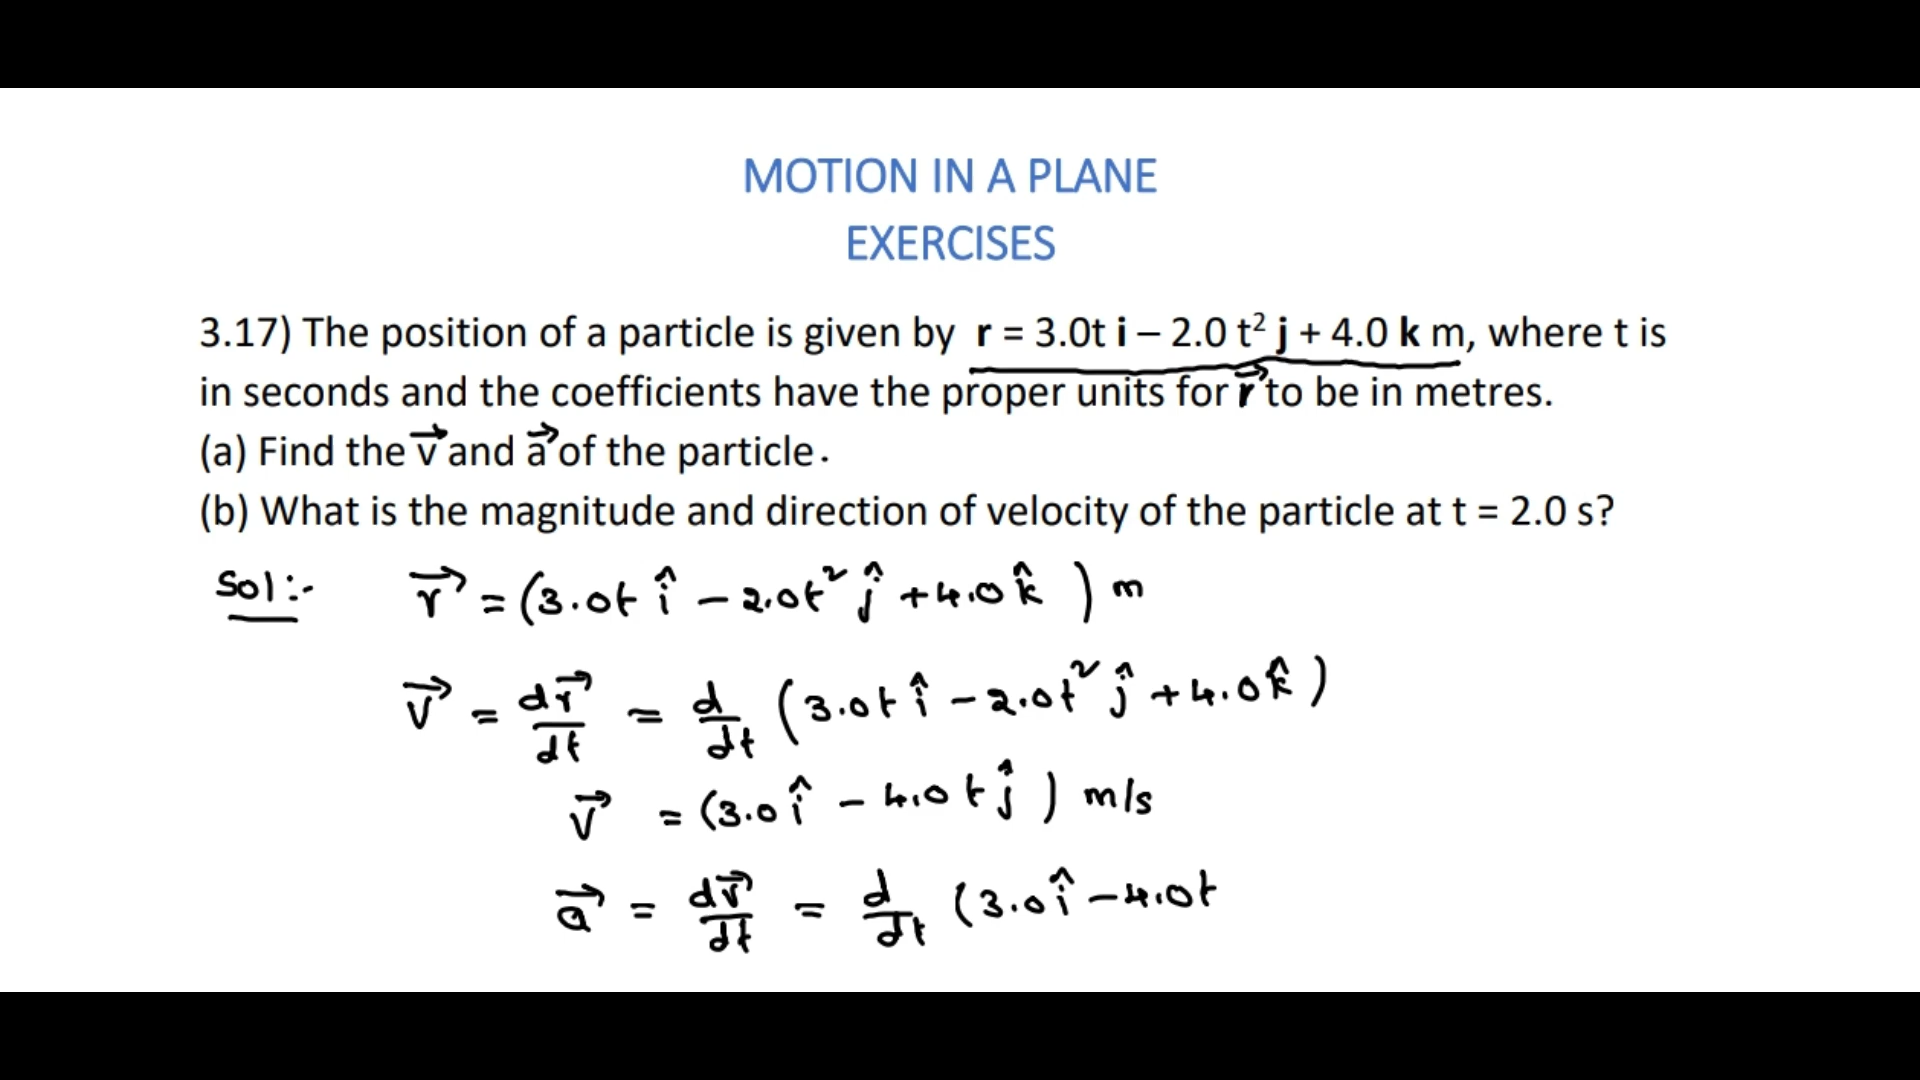 MOTION IN A PLANE
EXERCISES
3.17) The position of a particle is given by r = 3.0t i – 2.0 t² j + 4.0 k m, where t is
in seconds and the coefficients have the proper units for r⃗ to be in metres.
(a) Find the v⃗ and a⃗ of the particle.
(b) What is the magnitude and direction of velocity of the particle at t = 2.0 s?
Sol:- r⃗ = (3.0t î – 2.0t² ĵ + 4.0 k̂ ) m
v⃗ = dr⃗/dt = d/dt (3.0t î – 2.0t² ĵ + 4.0 k̂ )
v⃗ = (3.0 î – 4.0 t ĵ ) m/s
a⃗ = dv⃗/dt = d/dt (3.0 î – 4.0t